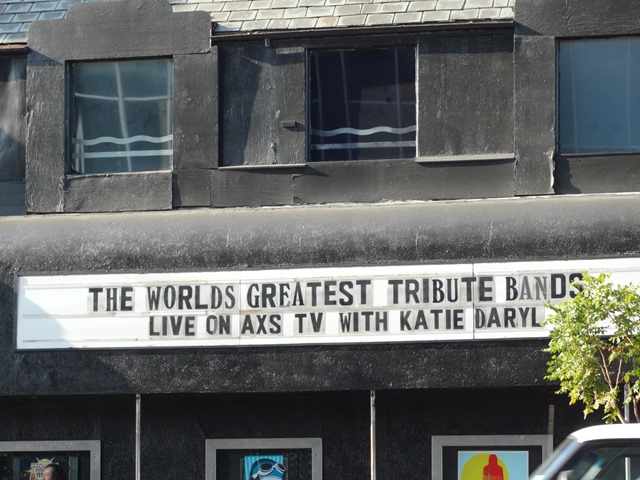 THE WORLDS GREATEST TRIBUTE BANDS
LIVE ON AXS TV WITH KATIE DARYL